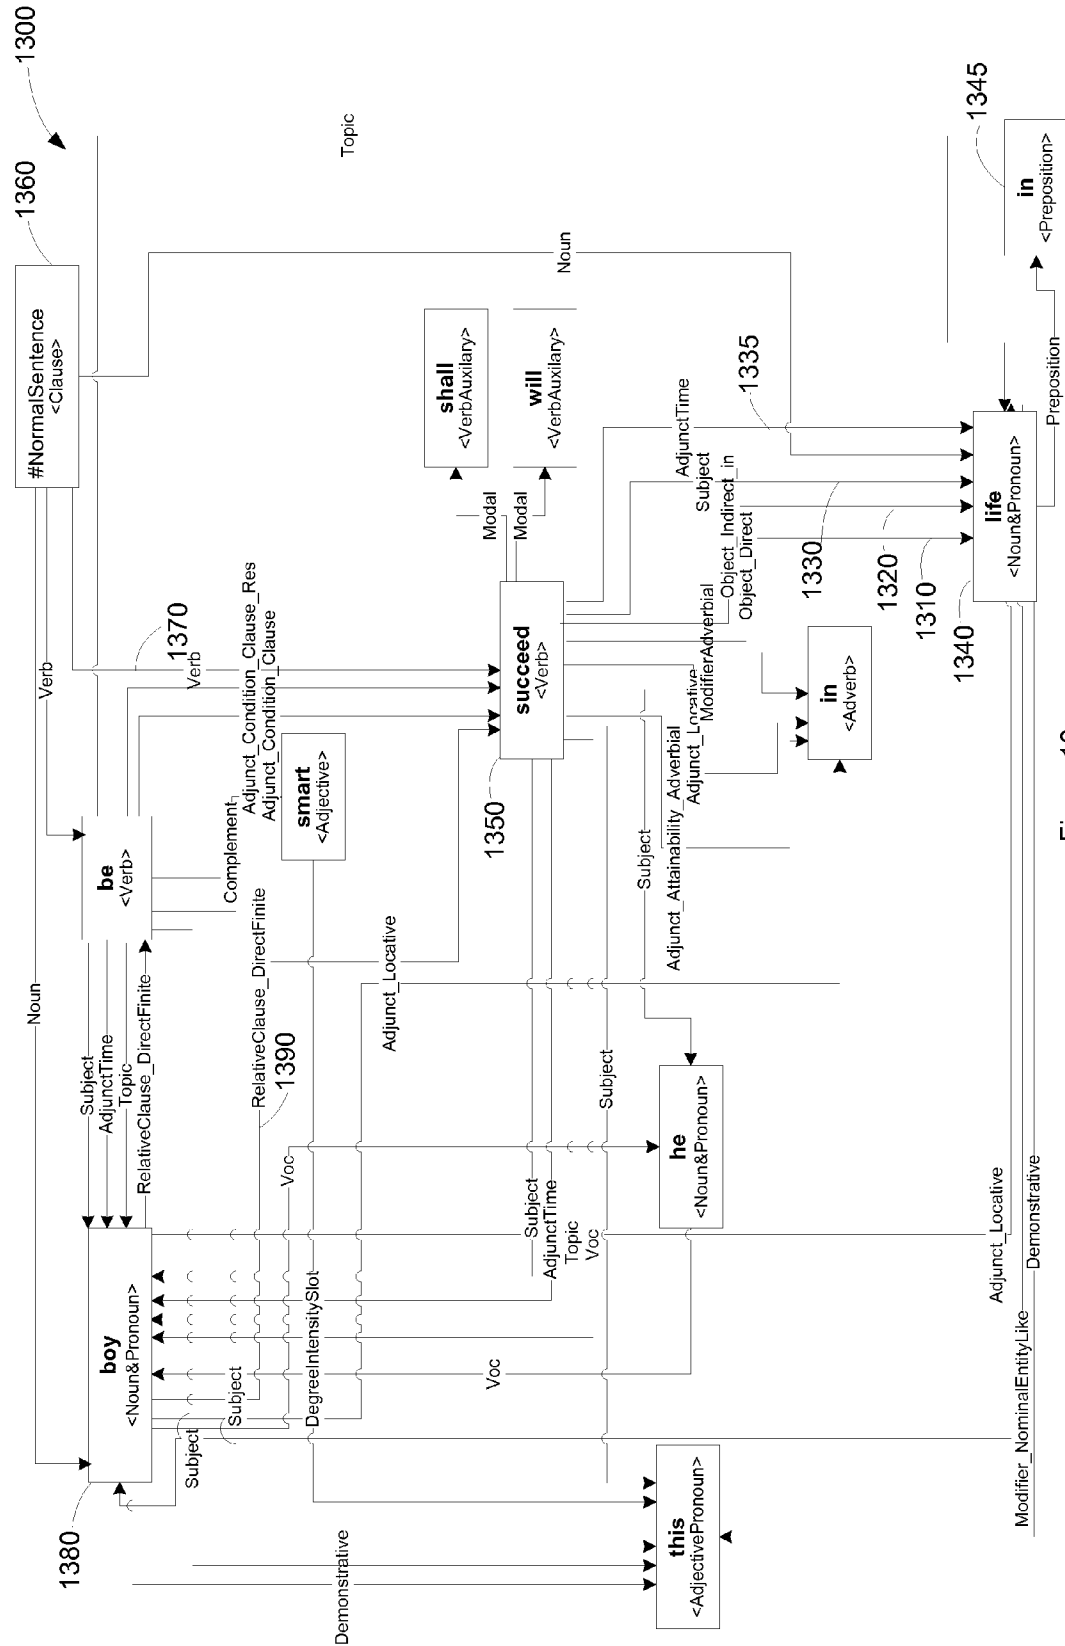 1300
1360
#NormalSentence
<Clause>
Topic
Noun
Verb
Noun
1370
Verb
shall
<VerbAuxilary>
will
<VerbAuxilary>
Modal
Modal
1335
1345
in
<Preposition>
Preposition
be
<Verb>
Complement
Adjunct_Condition_Clause_Res
Adjunct_Condition_Clause
smart
<Adjective>
succeed
<Verb>
1350
AdjunctTime
Subject
Object_Indirect_in
Object_Direct
ModifierAdverbial
Adjunct_Locative
Adjunct_Attainability_Adverbial
1330
1320
1310
1340
life
<Noun&Pronoun>
in
<Adverb>
Subject
Subject
AdjunctTime
Topic
RelativeClause_DirectFinite
RelativeClause_DirectFinite
1390
Adjunct_Locative
Voc
Subject
he
<Noun&Pronoun>
boy
<Noun&Pronoun>
1380
Subject
Subject
DegreeIntensitySlot
Subject
AdjunctTime
Topic
Voc
Voc
Adjunct_Locative
Demonstrative
Modifier_NominalEntityLike
this
<AdjectivePronoun>
Demonstrative